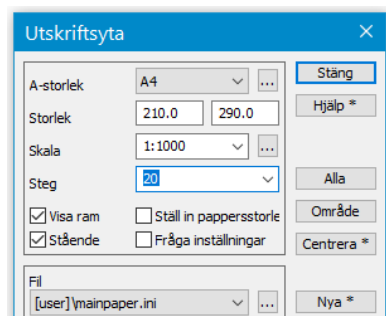 Utskriftsyta
A-storlek A4 ... Stäng
Storlek 210.0 290.0 Hjälp *
Skala 1:1000 ...
Steg 20 Alla
Visa ram Ställ in pappersstorle Område
Stående Fråga inställningar Centrera *
Fil
[user]\mainpaper.ini ... Nya *